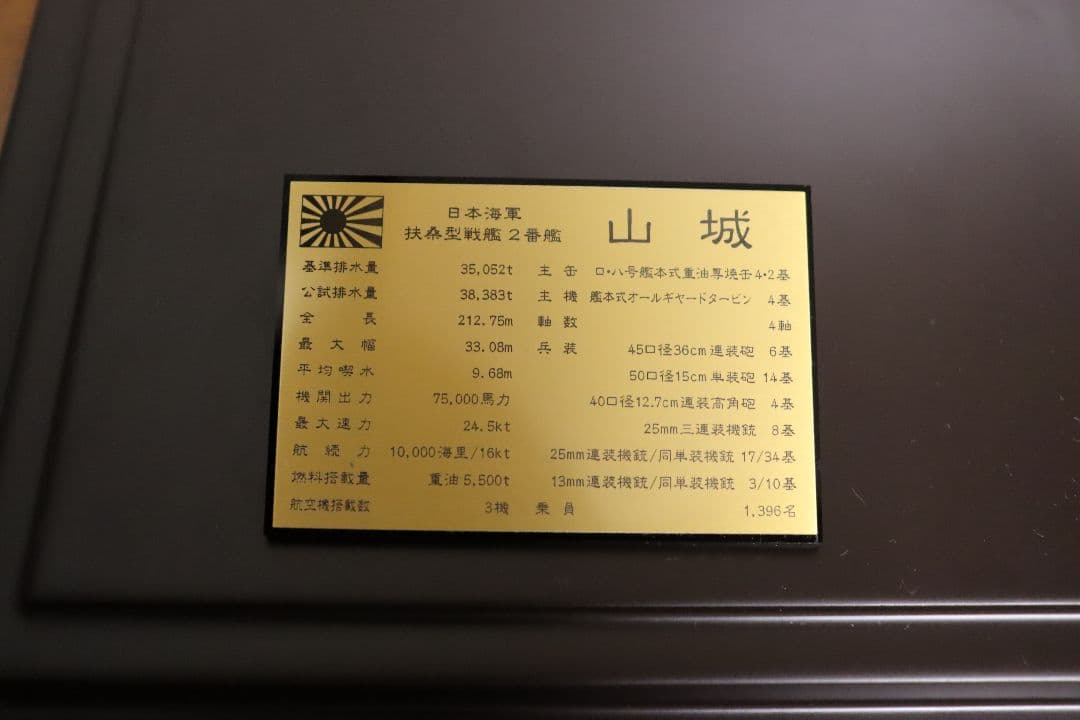 日本海軍
扶桑型戦艦 2番艦
山城
基準排水量 35,052t
公試排水量 38,383t
全長 212.75m
最大幅 33.08m
平均喫水 9.68m
機関出力 75,000馬力
最大速力 24.5kt
航続力 10,000海里/16kt
燃料搭載量 重油5,500t
航空機搭載数 3機
主缶 ロ・ハ号艦本式重油専焼缶4・2基
主機 艦本式オールギヤードタービン 4基
軸数 4軸
兵装 45口径36cm連装砲 6基
50口径15cm単装砲 14基
40口径12.7cm連装高角砲 4基
25mm三連装機銃 8基
25mm連装機銃/同単装機銃 17/34基
13mm連装機銃/同単装機銃 3/10基
乗員 1,396名